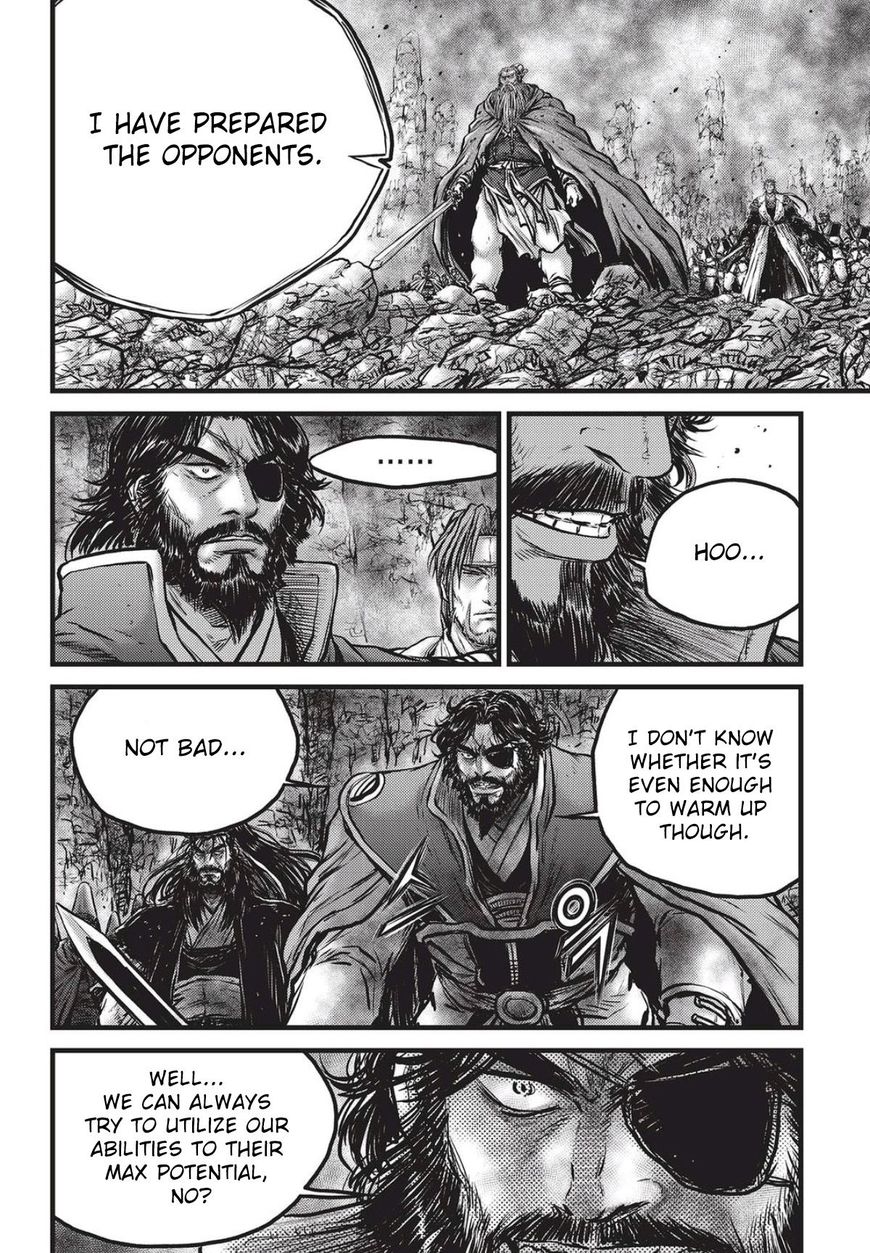 I HAVE PREPARED
THE OPPONENTS.
......
HOO...
NOT BAD...
I DON'T KNOW
WHETHER IT'S
EVEN ENOUGH
TO WARM UP
THOUGH.
WELL...
WE CAN ALWAYS
TRY TO UTILIZE OUR
ABILITIES TO THEIR
MAX POTENTIAL,
NO?